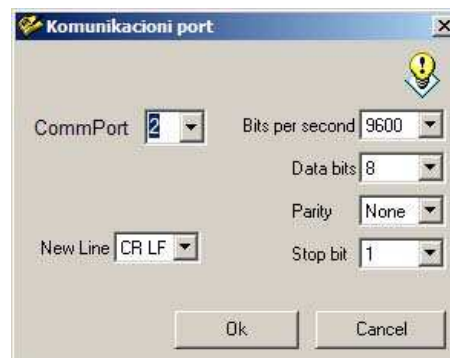 Komunikacioni port
CommPort 2
Bits per second 9600
Data bits 8
Parity None
New Line CR LF
Stop bit 1
Ok Cancel